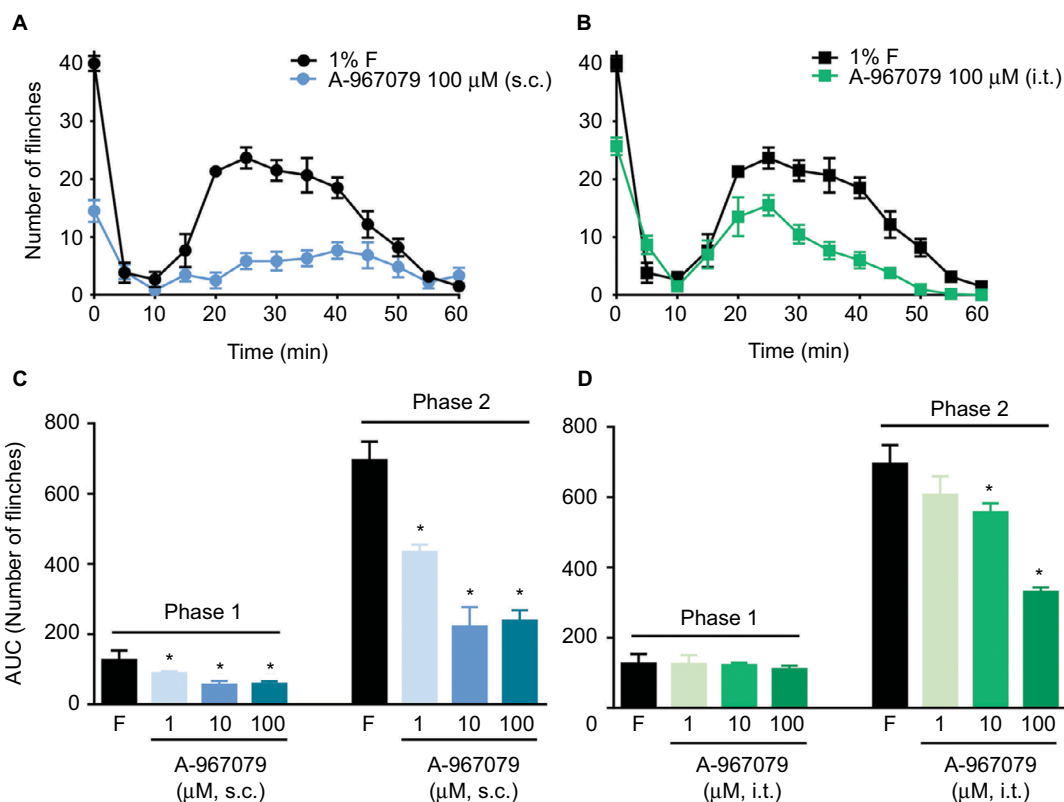 A
1% F
A-967079 100 μM (s.c.)
Number of flinches
40
30
20
10
0
0 10 20 30 40 50 60
Time (min)
B
1% F
A-967079 100 μM (i.t.)
40
30
20
10
0
0 10 20 30 40 50 60
Time (min)
C
AUC (Number of flinches)
800
600
400
200
0
Phase 1
Phase 2
* * *
* * *
F 1 10 100 F 1 10 100
A-967079
(μM, s.c.)
A-967079
(μM, s.c.)
D
800
600
400
200
0
Phase 1
Phase 2
* *
F 1 10 100 F 1 10 100
A-967079
(μM, i.t.)
A-967079
(μM, i.t.)